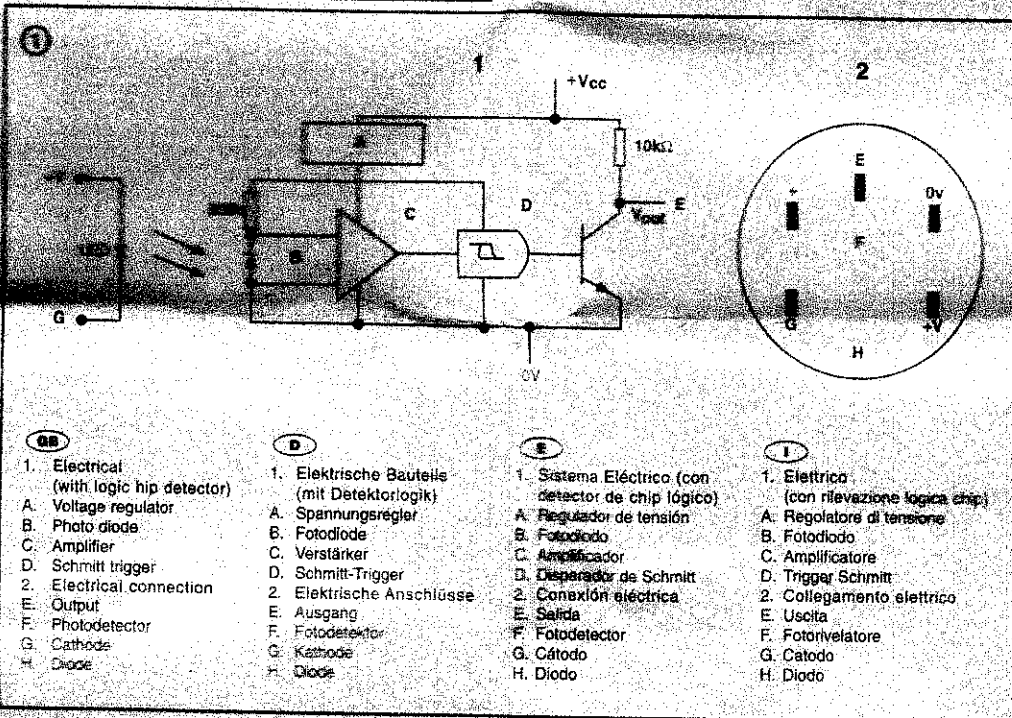 1
1
2
+Vcc
10kΩ
A
C
D
E
Vout
B
LED
G
0V
E
+
0v
F
G
+V
H
GB
1. Electrical
(with logic hip detector)
A. Voltage regulator
B. Photo diode
C. Amplifier
D. Schmitt trigger
2. Electrical connection
E. Output
F. Photodetector
G. Cathode
H. Diode
D
1. Elektrische Bauteile
(mit Detektorlogik)
A. Spannungsregler
B. Fotodiode
C. Verstärker
D. Schmitt-Trigger
2. Elektrische Anschlüsse
E. Ausgang
F. Fotodetektor
G. Kathode
H. Diode
E
1. Sistema Eléctrico (con
detector de chip lógico)
A. Regulador de tensión
B. Fotodiodo
C. Amplificador
D. Disparador de Schmitt
2. Conexión eléctrica
E. Salida
F. Fotodetector
G. Cátodo
H. Diodo
I
1. Elettrico
(con rilevazione logica chip)
A. Regolatore di tensione
B. Fotodiodo
C. Amplificatore
D. Trigger Schmitt
2. Collegamento elettrico
E. Uscita
F. Fotorivelatore
G. Catodo
H. Diodo